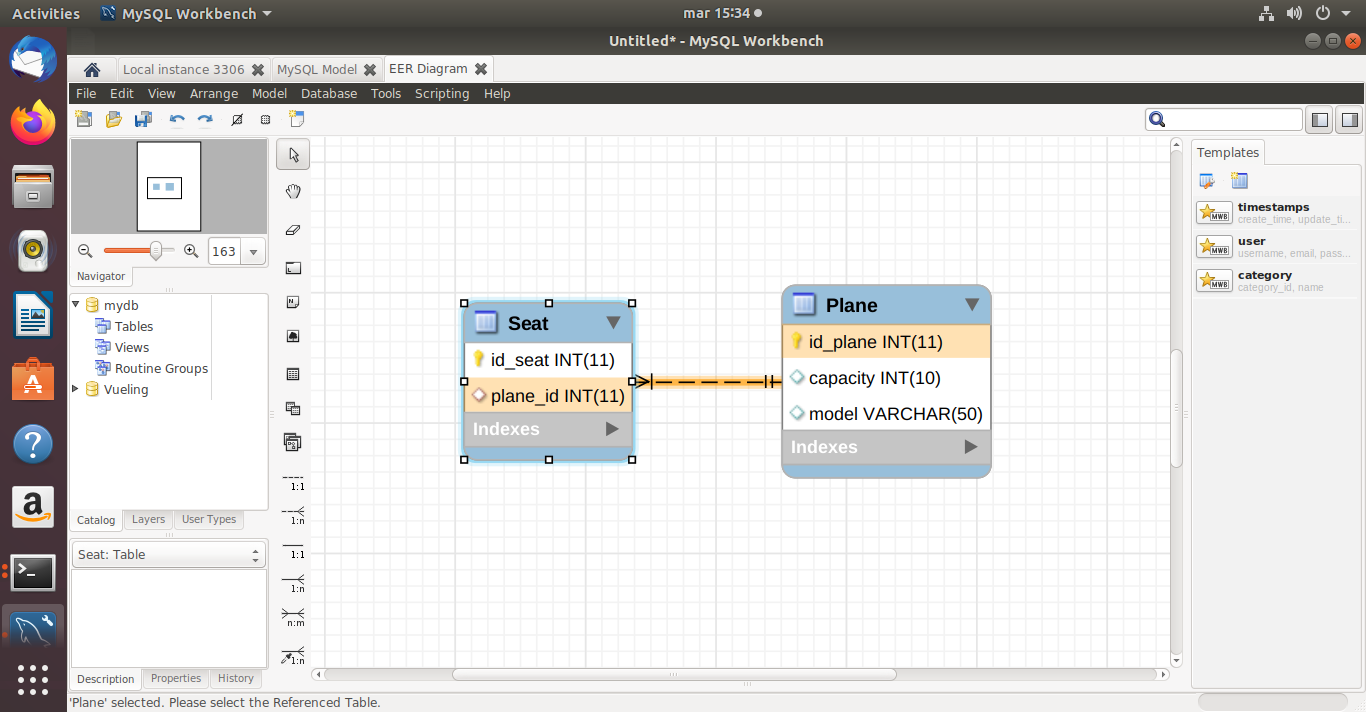 Activities
MySQL Workbench
mar 15:34
Untitled* - MySQL Workbench
Local instance 3306
MySQL Model
EER Diagram
File Edit View Arrange Model Database Tools Scripting Help
163
Navigator
mydb
Tables
Views
Routine Groups
Vueling
Catalog
Layers
User Types
Seat: Table
Description
Properties
History
1:1
1:n
1:1
1:n
n:m
1:n
Seat
id_seat INT(11)
plane_id INT(11)
Indexes
Plane
id_plane INT(11)
capacity INT(10)
model VARCHAR(50)
Indexes
Templates
MWB
timestamps
create_time, update_ti...
MWB
user
username, email, pass...
MWB
category
category_id, name
'Plane' selected. Please select the Referenced Table.